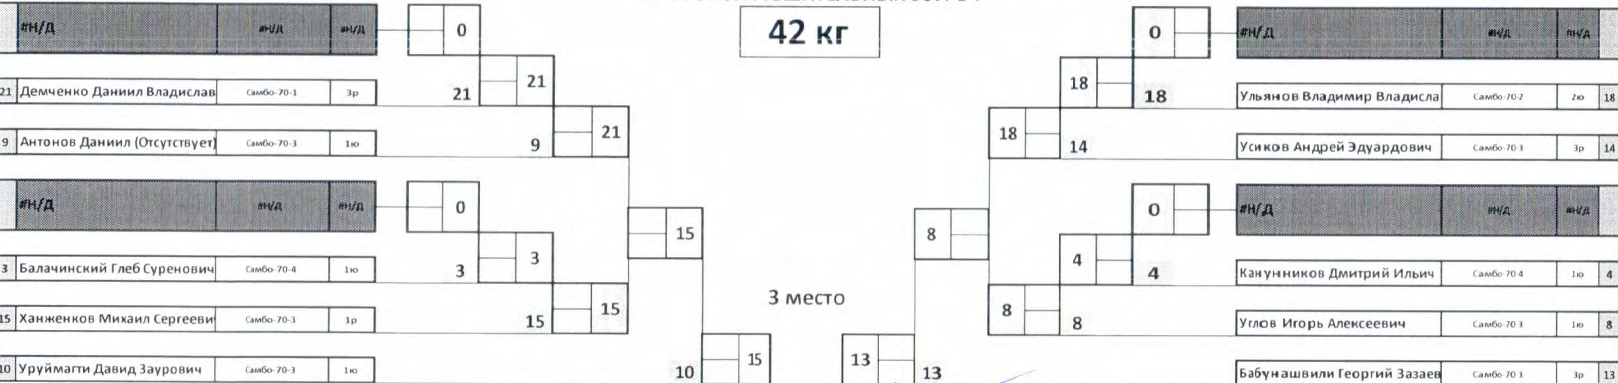 42 кг
#Н/Д #Н/Д #Н/Д 0
21 Демченко Даниил Владислав Самбо-70-1 3р 21 21
9 Антонов Даниил (Отсутствует) Самбо-70-3 1ю 9 21
#Н/Д #Н/Д #Н/Д 0
15
3 Балачинский Глеб Суренович Самбо-70-4 1ю 3 3
15 Ханженков Михаил Сергееви Самбо-70-3 1р 15 15
10 Уруймагти Давид Заурович Самбо-70-3 1ю 10 15
3 место
0 #Н/Д #Н/Д #Н/Д
18 18 Ульянов Владимир Владисла Самбо-70-2 2ю 18
18 14 Усиков Андрей Эдуардович Самбо-70-3 3р 14
0 #Н/Д #Н/Д #Н/Д
8
4 4 Канунников Дмитрий Ильич Самбо-70-4 1ю 4
8 8 Углов Игорь Алексеевич Самбо-70-3 1ю 8
13 13 Бабунашвили Георгий Зазаев Самбо-70-3 3р 13